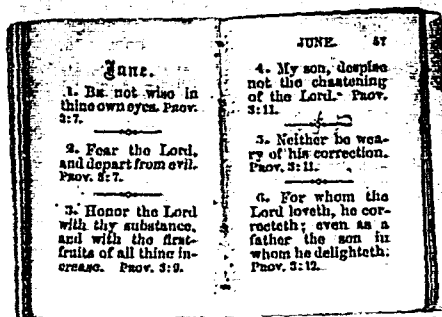 June.
1. Be not wise in
thine own eyes. Prov.
3:7.
2. Fear the Lord,
and depart from evil.
Prov. 3:7.
3. Honor the Lord
with thy substance,
and with the first-
fruits of all thine in-
crease. Prov. 3:9.
JUNE. 57
4. My son, despise
not the chastening
of the Lord. Prov.
3:11.
5. Neither be wea-
ry of his correction.
Prov. 3:11.
6. For whom the
Lord loveth, he cor-
recteth; even as a
father the son in
whom he delighteth.
Prov. 3:12.